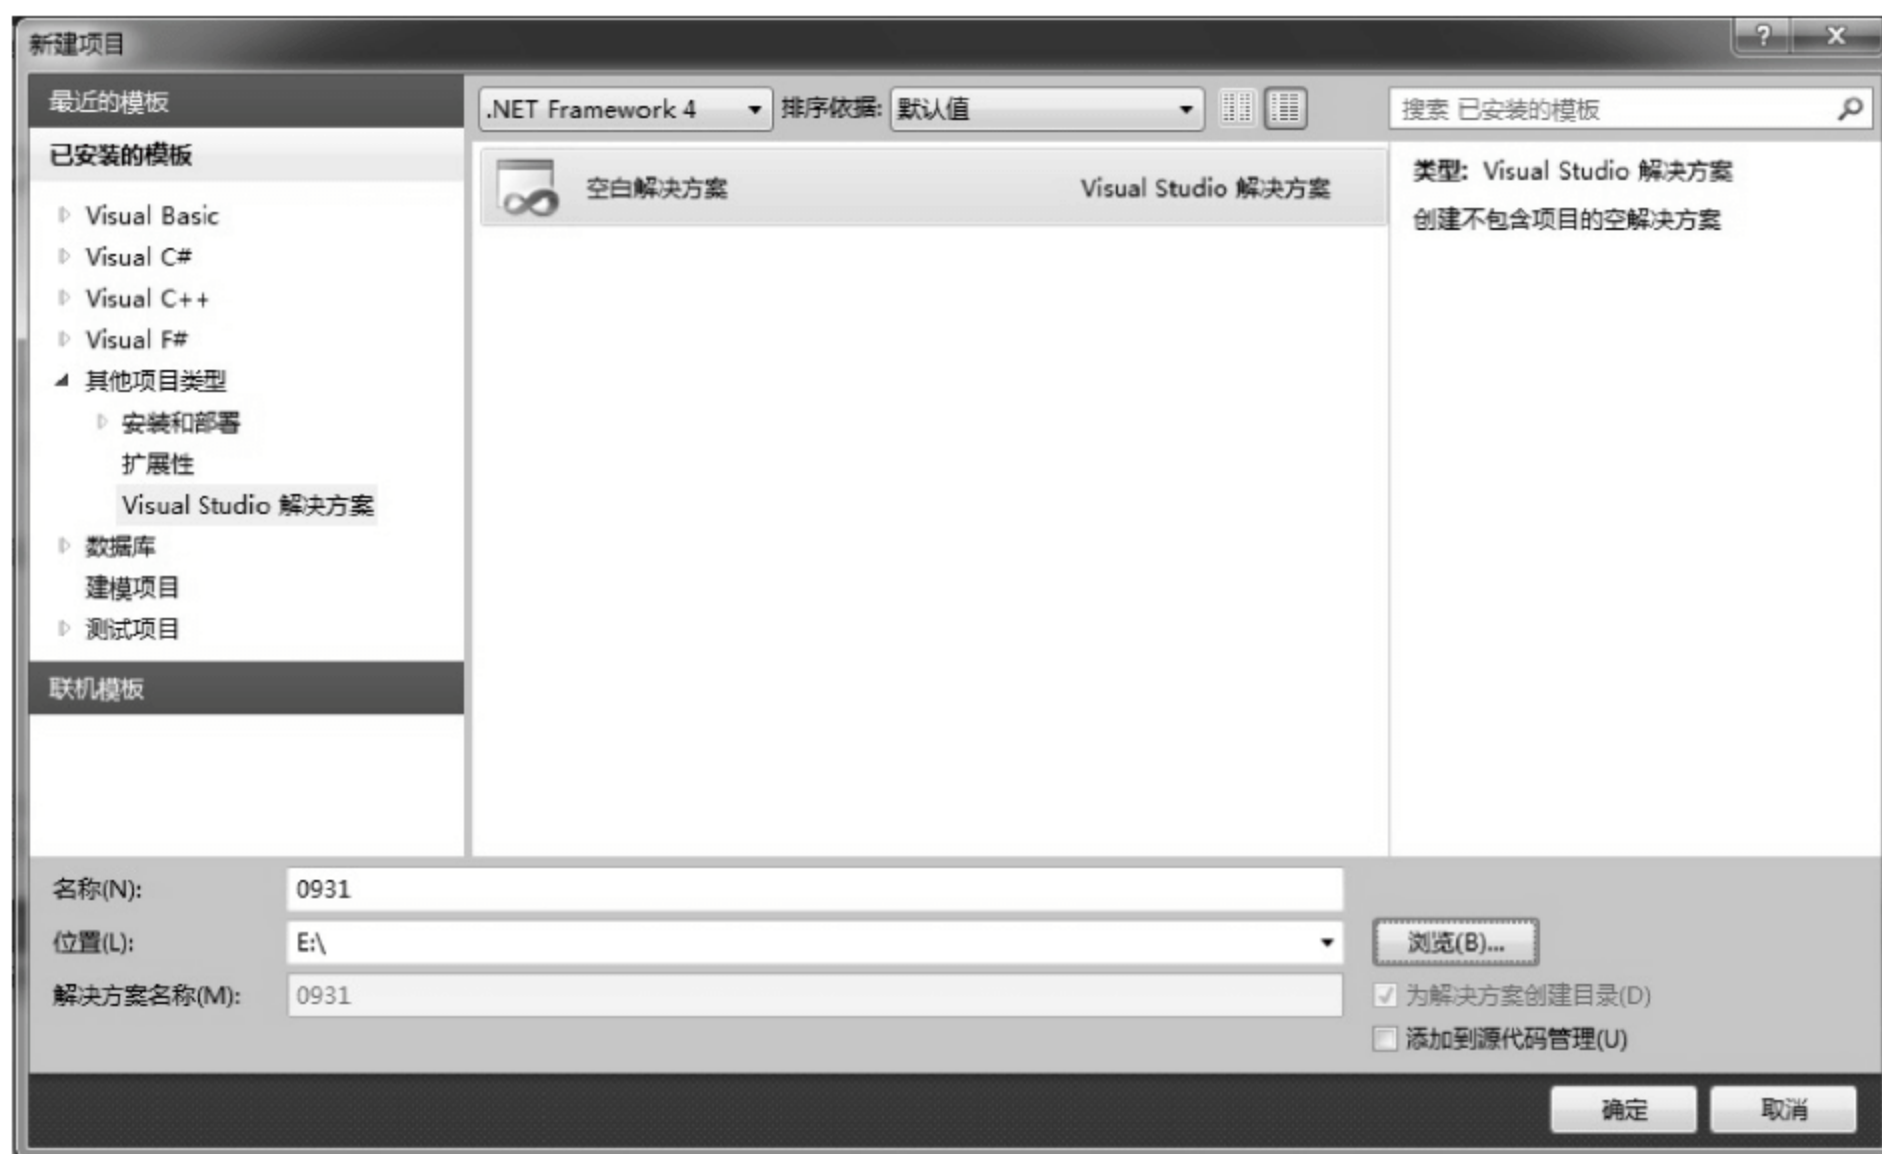 新建项目
最近的模板
已安装的模板
Visual Basic
Visual C#
Visual C++
Visual F#
其他项目类型
安装和部署
扩展性
Visual Studio 解决方案
数据库
建模项目
测试项目
联机模板
.NET Framework 4 排序依据: 默认值
空白解决方案 Visual Studio 解决方案
搜索 已安装的模板
类型: Visual Studio 解决方案
创建不包含项目的空解决方案
名称(N): 0931
位置(L): E:\ 浏览(B)...
解决方案名称(M): 0931 为解决方案创建目录(D)
添加到源代码管理(U)
确定 取消